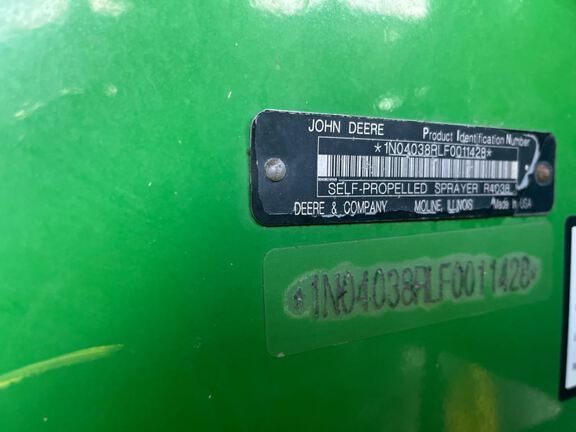 JOHN DEERE Product Identification Number
*1N04038RLF0011428*
SELF-PROPELLED SPRAYER R4038
DEERE & COMPANY MOLINE, ILLINOIS Made in USA
*1N04038RLF0011428*